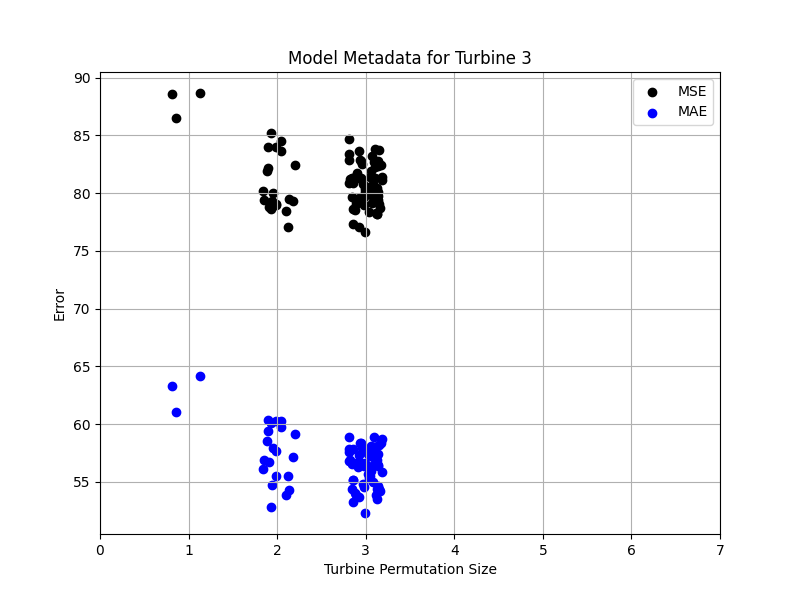 Model Metadata for Turbine 3
MSE
MAE
90
85
80
75
70
65
60
55
Error
0 1 2 3 4 5 6 7
Turbine Permutation Size